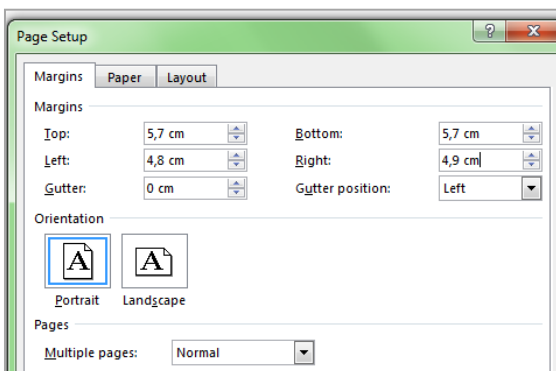 Page Setup
Margins Paper Layout
Margins
Top: 5,7 cm Bottom: 5,7 cm
Left: 4,8 cm Right: 4,9 cm
Gutter: 0 cm Gutter position: Left
Orientation
A A
Portrait Landscape
Pages
Multiple pages: Normal